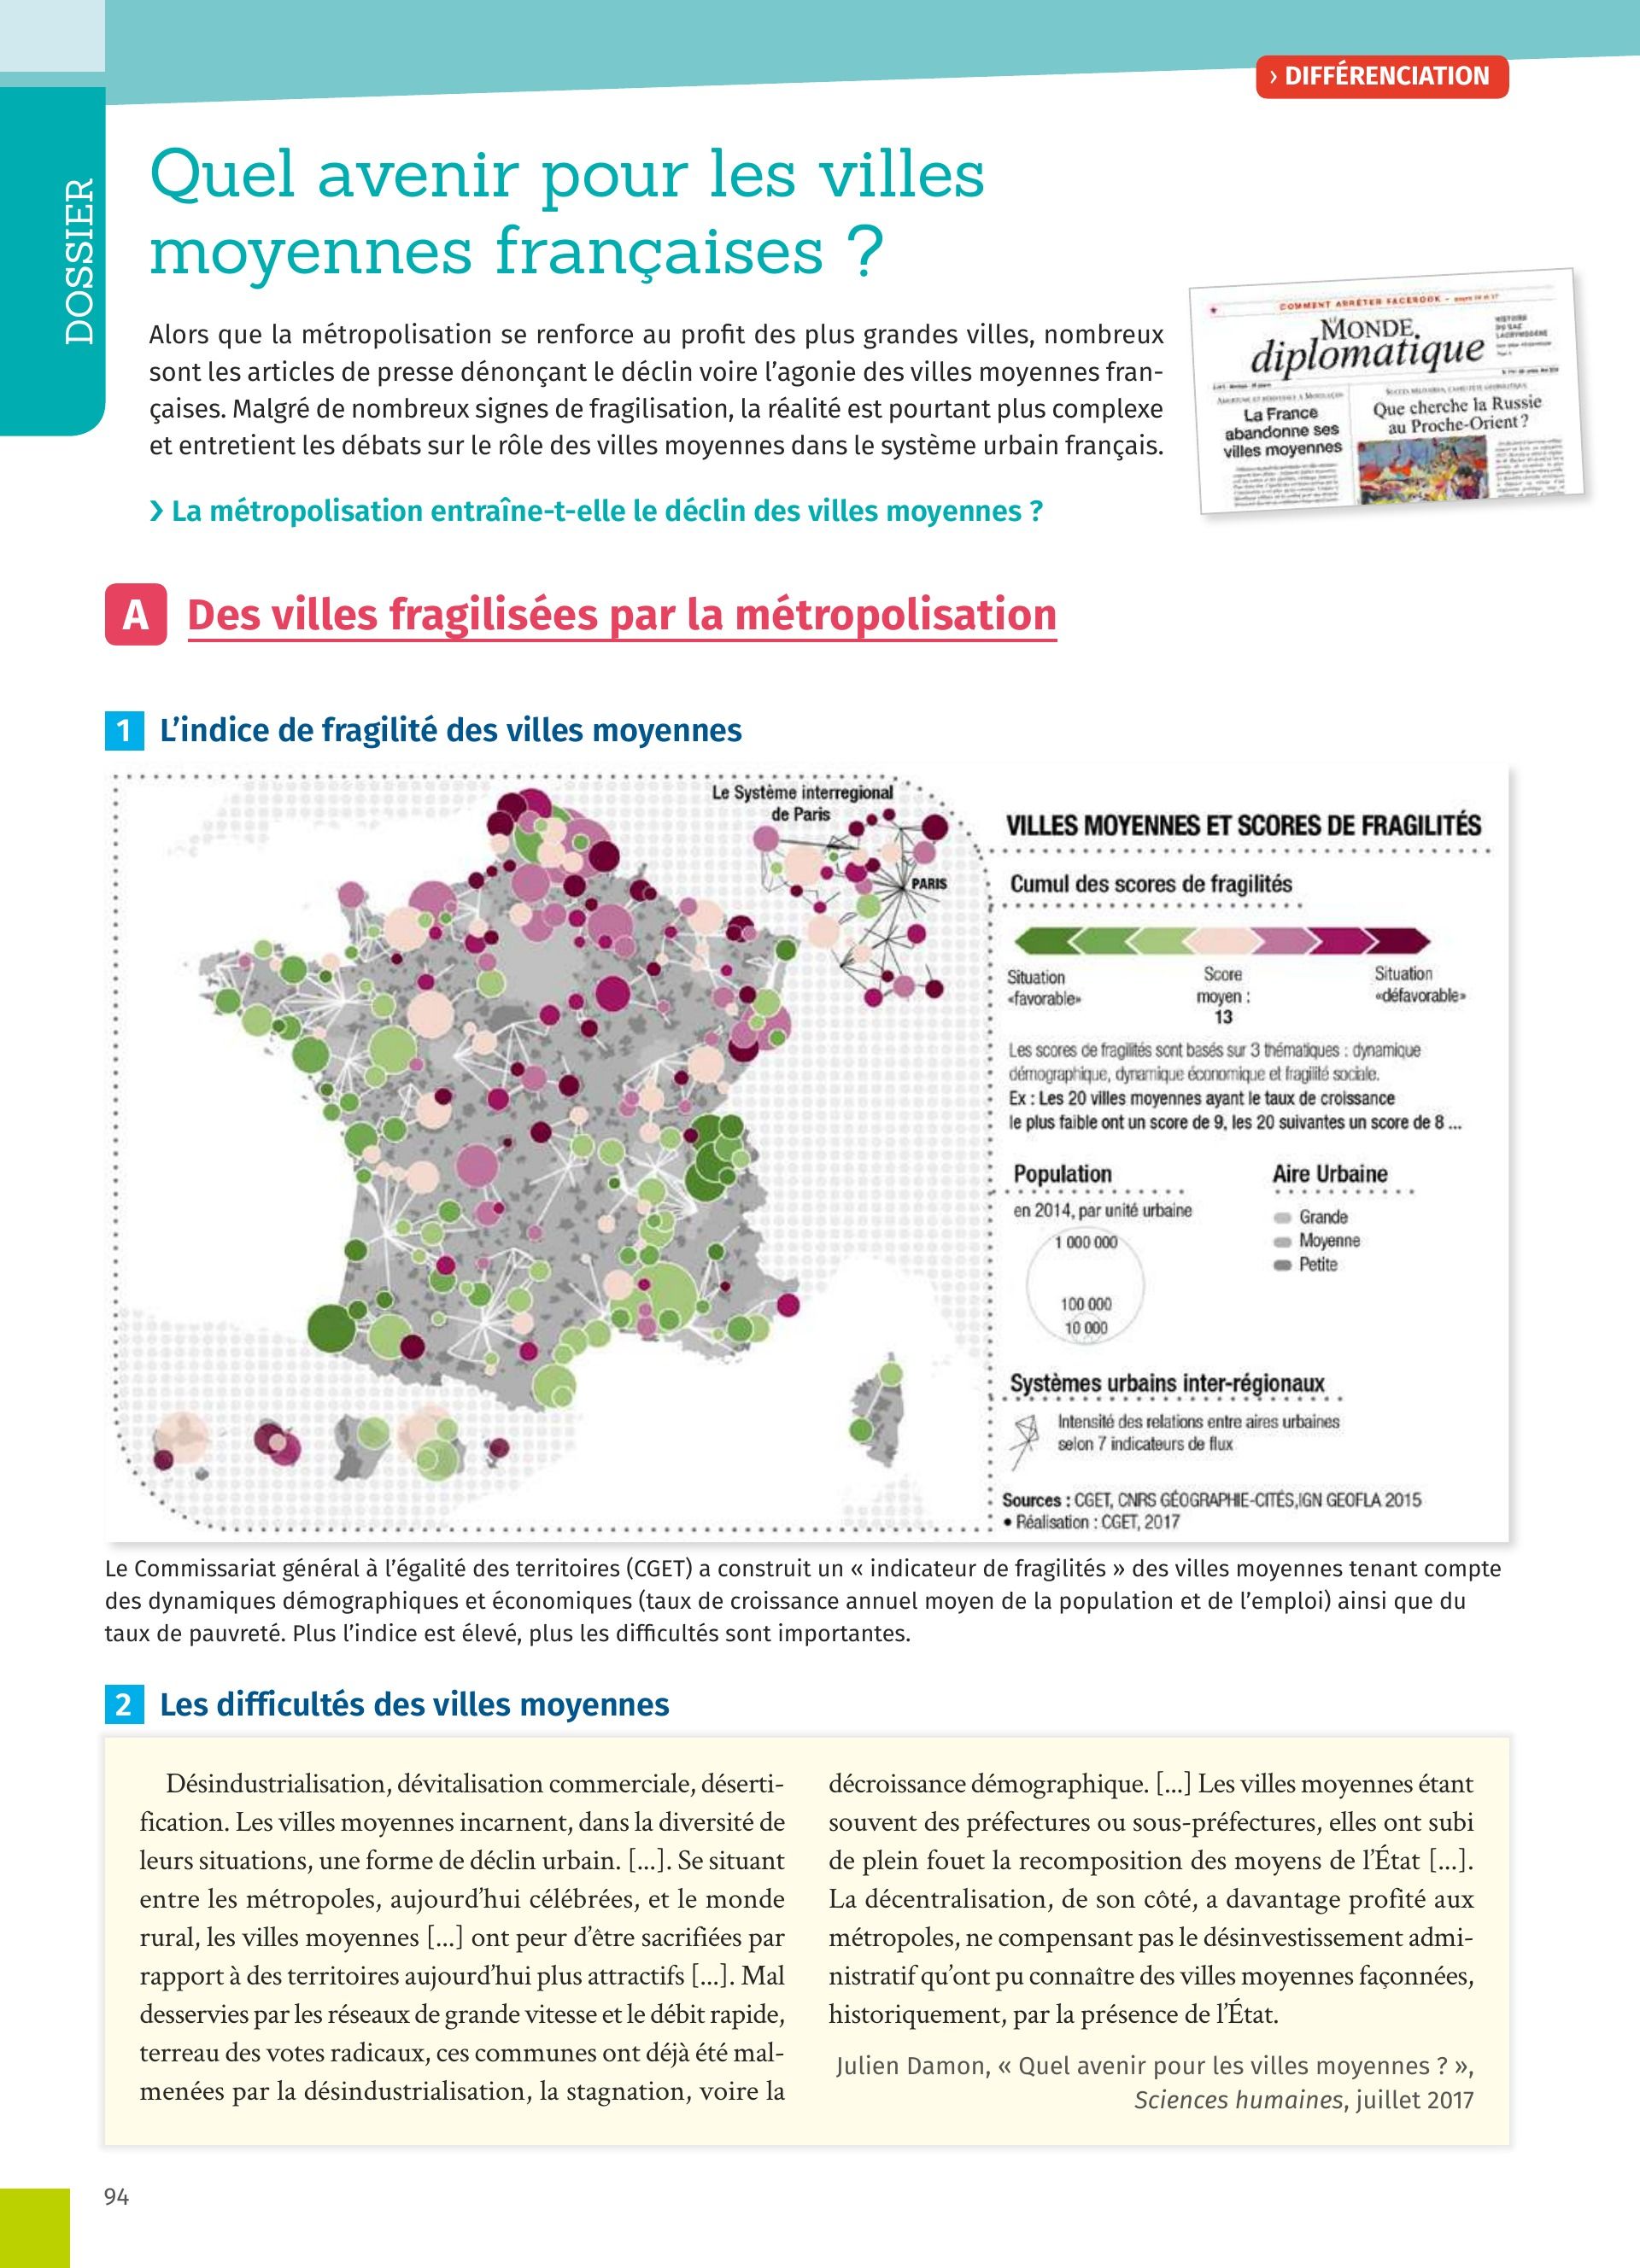 › DIFFÉRENCIATION
DOSSIER
Quel avenir pour les villes
moyennes françaises ?
Alors que la métropolisation se renforce au profit des plus grandes villes, nombreux
sont les articles de presse dénonçant le déclin voire l’agonie des villes moyennes fran-
çaises. Malgré de nombreux signes de fragilisation, la réalité est pourtant plus complexe
et entretient les débats sur le rôle des villes moyennes dans le système urbain français.
› La métropolisation entraîne-t-elle le déclin des villes moyennes ?
COMMENT ARRÊTER FACEBOOK
LE MONDE
diplomatique
La France
abandonne ses
villes moyennes
Que cherche la Russie
au Proche-Orient ?
A Des villes fragilisées par la métropolisation
1 L’indice de fragilité des villes moyennes
Le Système interregional
de Paris
PARIS
VILLES MOYENNES ET SCORES DE FRAGILITÉS
Cumul des scores de fragilités
Situation
«favorable»
Score
moyen :
13
Situation
«défavorable»
Les scores de fragilités sont basés sur 3 thématiques : dynamique
démographique, dynamique économique et fragilité sociale.
Ex : Les 20 villes moyennes ayant le taux de croissance
le plus faible ont un score de 9, les 20 suivantes un score de 8 ...
Population
en 2014, par unité urbaine
1 000 000
100 000
10 000
Aire Urbaine
Grande
Moyenne
Petite
Systèmes urbains inter-régionaux
Intensité des relations entre aires urbaines
selon 7 indicateurs de flux
Sources : CGET, CNRS GÉOGRAPHIE-CITÉS,IGN GEOFLA 2015
• Réalisation : CGET, 2017
Le Commissariat général à l’égalité des territoires (CGET) a construit un « indicateur de fragilités » des villes moyennes tenant compte
des dynamiques démographiques et économiques (taux de croissance annuel moyen de la population et de l’emploi) ainsi que du
taux de pauvreté. Plus l’indice est élevé, plus les difficultés sont importantes.
2 Les difficultés des villes moyennes
Désindustrialisation, dévitalisation commerciale, déserti-
fication. Les villes moyennes incarnent, dans la diversité de
leurs situations, une forme de déclin urbain. [...]. Se situant
entre les métropoles, aujourd’hui célébrées, et le monde
rural, les villes moyennes [...] ont peur d’être sacrifiées par
rapport à des territoires aujourd’hui plus attractifs [...]. Mal
desservies par les réseaux de grande vitesse et le débit rapide,
terreau des votes radicaux, ces communes ont déjà été mal-
menées par la désindustrialisation, la stagnation, voire la
décroissance démographique. [...] Les villes moyennes étant
souvent des préfectures ou sous-préfectures, elles ont subi
de plein fouet la recomposition des moyens de l’État [...].
La décentralisation, de son côté, a davantage profité aux
métropoles, ne compensant pas le désinvestissement admi-
nistratif qu’ont pu connaître des villes moyennes façonnées,
historiquement, par la présence de l’État.
Julien Damon, « Quel avenir pour les villes moyennes ? »,
Sciences humaines, juillet 2017
94